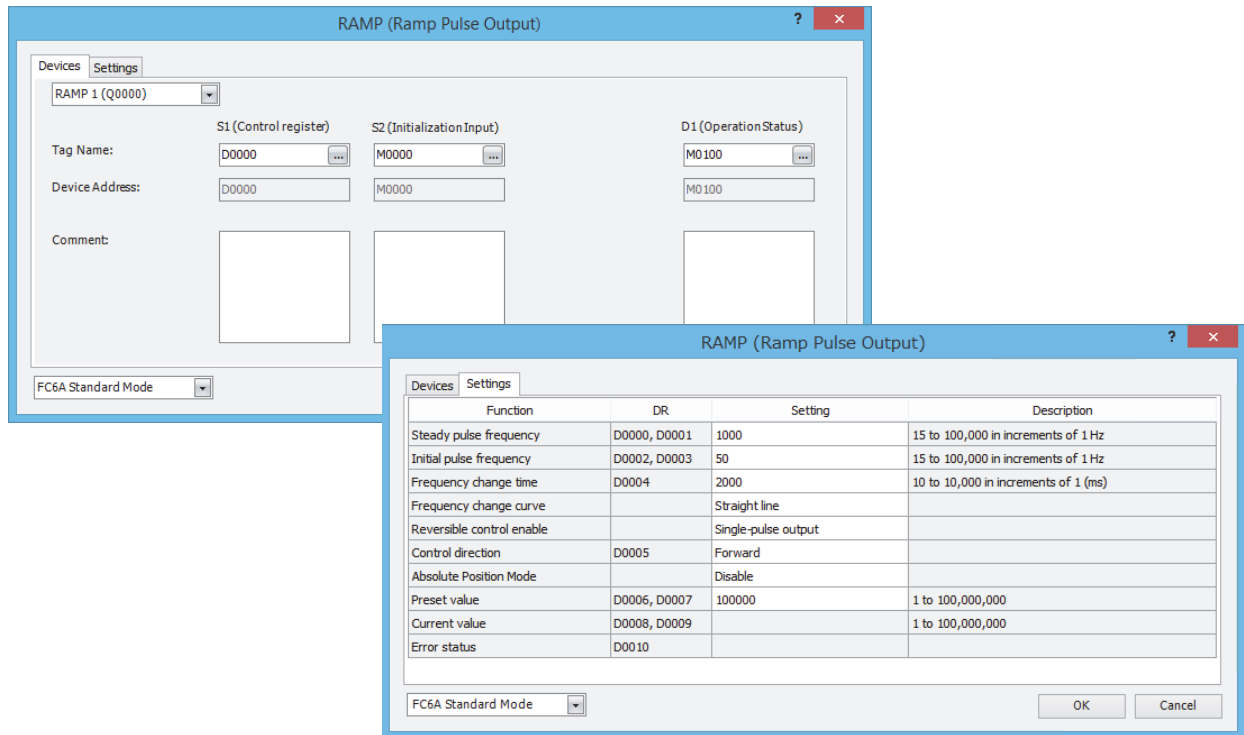 RAMP (Ramp Pulse Output) ?
Devices Settings
RAMP 1 (Q0000)
S1 (Control register) S2 (Initialization Input) D1 (Operation Status)
Tag Name: D0000 ... M0000 ... M0100 ...
Device Address: D0000 M0000 M0100
Comment:
FC6A Standard Mode
RAMP (Ramp Pulse Output) ?
Devices Settings
Function DR Setting Description
Steady pulse frequency D0000, D0001 1000 15 to 100,000 in increments of 1 Hz
Initial pulse frequency D0002, D0003 50 15 to 100,000 in increments of 1 Hz
Frequency change time D0004 2000 10 to 10,000 in increments of 1 (ms)
Frequency change curve Straight line
Reversible control enable Single-pulse output
Control direction D0005 Forward
Absolute Position Mode Disable
Preset value D0006, D0007 100000 1 to 100,000,000
Current value D0008, D0009 1 to 100,000,000
Error status D0010
FC6A Standard Mode OK Cancel